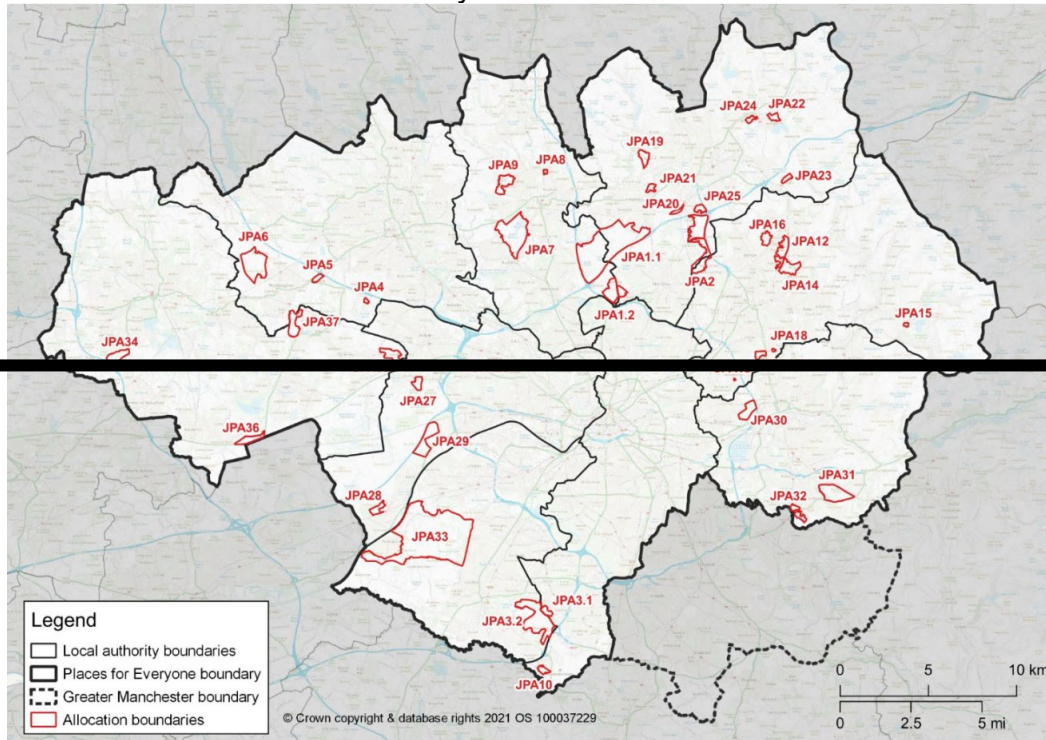 JPA24
JPA22
JPA19
JPA9
JPA8
JPA21
JPA23
JPA25
JPA20
JPA16
JPA12
JPA6
JPA7
JPA1.1
JPA5
JPA2
JPA14
JPA4
JPA1.2
JPA15
JPA37
JPA18
JPA34
JPA27
JPA30
JPA36
JPA29
JPA31
JPA28
JPA32
JPA33
JPA3.1
JPA3.2
JPA10
Legend
Local authority boundaries
Places for Everyone boundary
Greater Manchester boundary
Allocation boundaries
© Crown copyright & database rights 2021 OS 100037229
0 5 10 km
0 2.5 5 mi